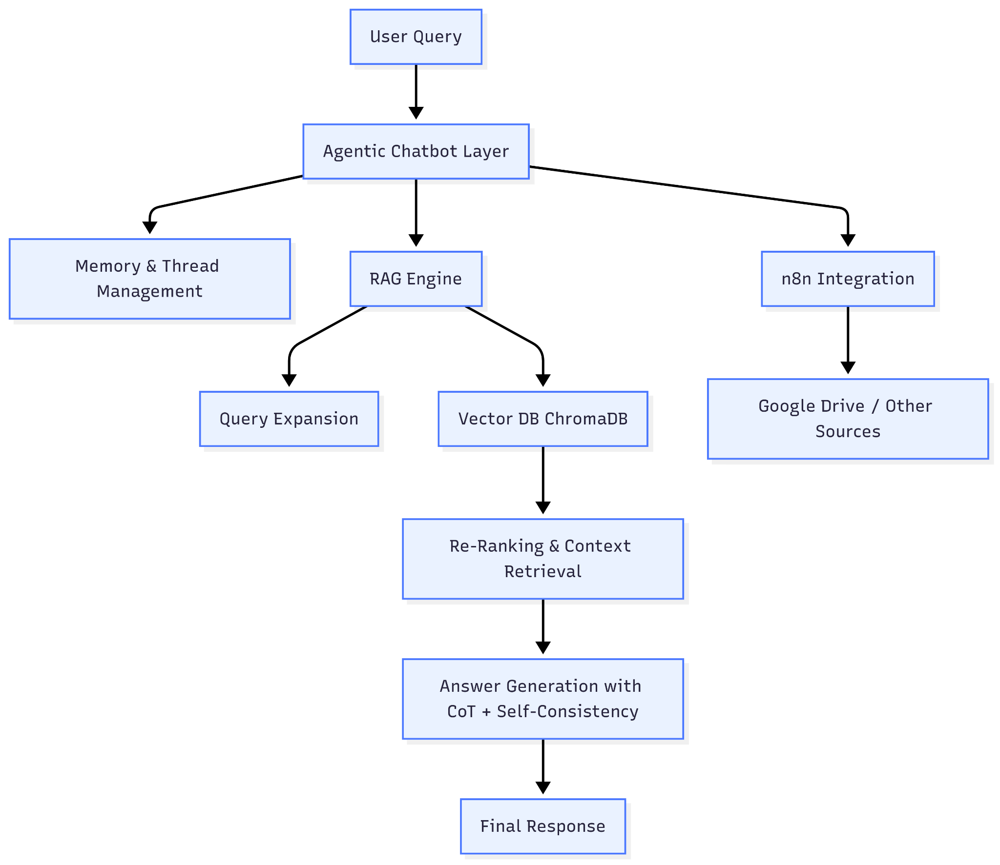 User Query
Agentic Chatbot Layer
Memory & Thread
Management
RAG Engine
n8n Integration
Query Expansion
Vector DB ChromaDB
Google Drive / Other
Sources
Re-Ranking & Context
Retrieval
Answer Generation with
CoT + Self-Consistency
Final Response